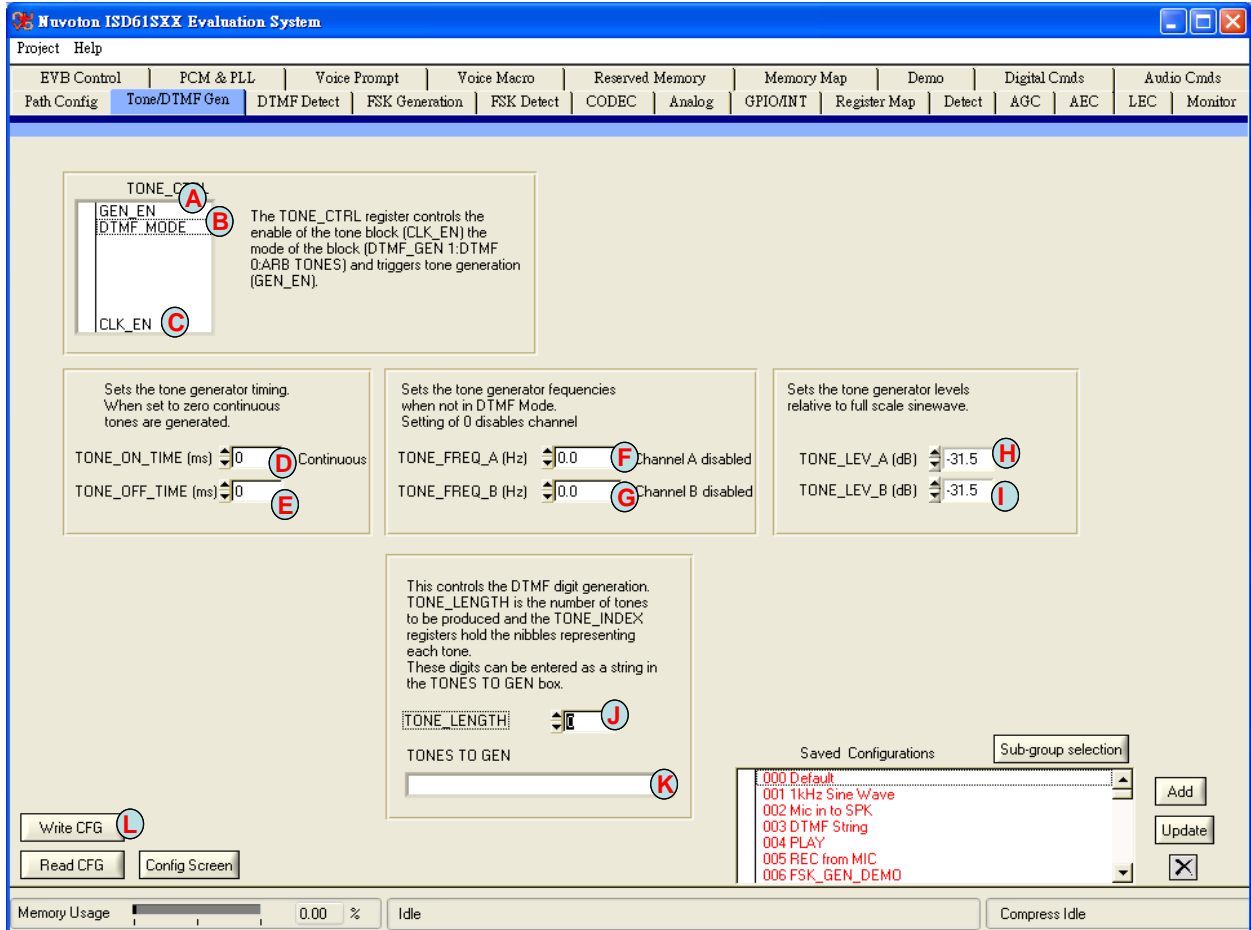 Nuvoton ISD61SXX Evaluation System
Project Help
EVB Control PCM & PLL Voice Prompt Voice Macro Reserved Memory Memory Map Demo Digital Cmds Audio Cmds
Path Config Tone/DTMF Gen DTMF Detect FSK Generation FSK Detect CODEC Analog GPIO/INT Register Map Detect AGC AEC LEC Monitor
A
GEN_EN
B
DTMF_MODE
CLK_EN C
The TONE_CTRL register controls the
enable of the tone block (CLK_EN) the
mode of the block (DTMF_GEN 1:DTMF
0:ARB TONES) and triggers tone generation
(GEN_EN).
Sets the tone generator timing.
When set to zero continuous
tones are generated.
TONE_ON_TIME (ms) 0 D Continuous
TONE_OFF_TIME (ms) 0 E
Sets the tone generator fequencies
when not in DTMF Mode.
Setting of 0 disables channel
TONE_FREQ_A (Hz) 0.0 F Channel A disabled
TONE_FREQ_B (Hz) 0.0 G Channel B disabled
Sets the tone generator levels
relative to full scale sinewave.
TONE_LEV_A (dB) -31.5 H
TONE_LEV_B (dB) -31.5 I
This controls the DTMF digit generation.
TONE_LENGTH is the number of tones
to be produced and the TONE_INDEX
registers hold the nibbles representing
each tone.
These digits can be entered as a string in
the TONES TO GEN box.
TONE_LENGTH 0 J
TONES TO GEN
K
Saved Configurations Sub-group selection
000 Default
001 1kHz Sine Wave
002 Mic in to SPK
003 DTMF String
004 PLAY
005 REC from MIC
006 FSK_GEN_DEMO
Add
Update
Write CFG L
Read CFG Config Screen
Memory Usage 0.00 % Idle Compress Idle